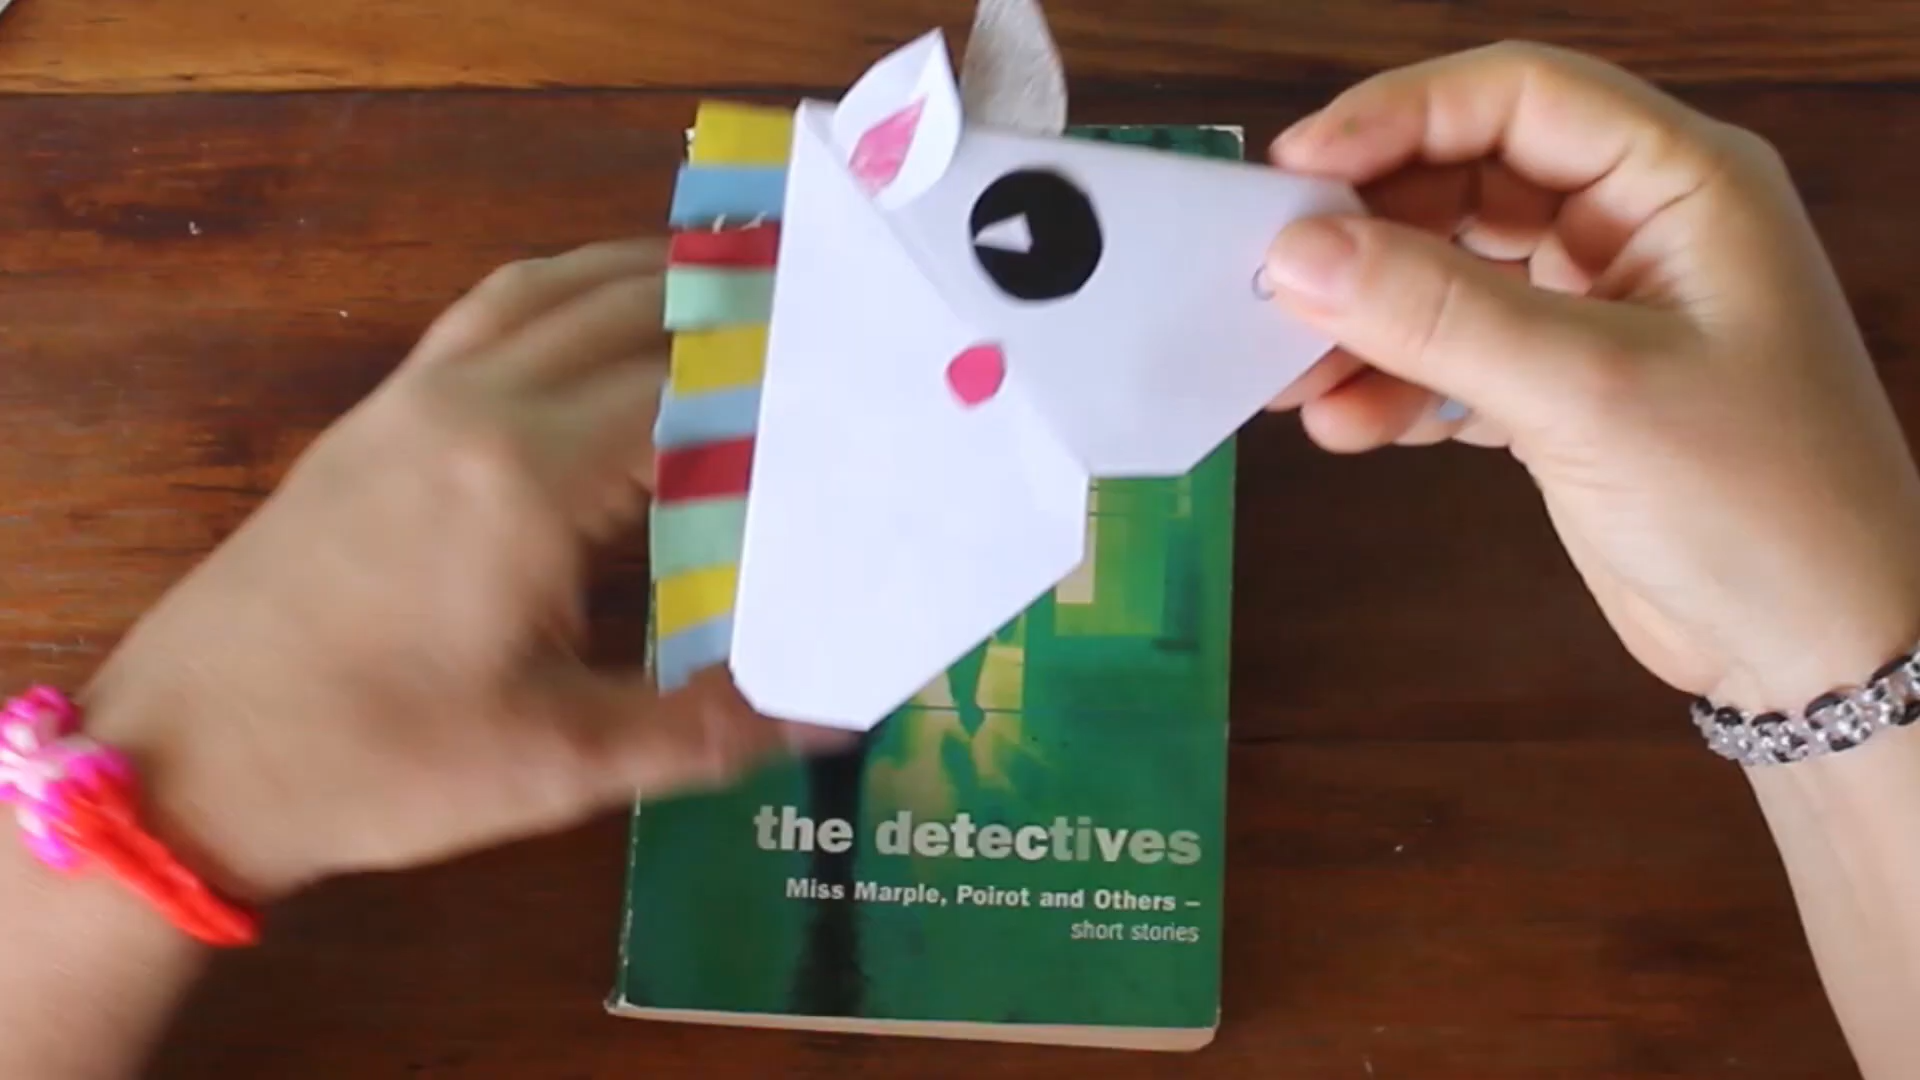 the detectives
Miss Marple, Poirot and Others –
short stories